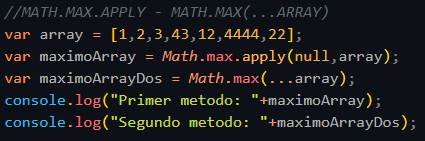 //MATH.MAX.APPLY - MATH.MAX(...ARRAY)
var array = [1,2,3,43,12,4444,22];
var maximoArray = Math.max.apply(null,array);
var maximoArrayDos = Math.max(...array);
console.log("Primer metodo: "+maximoArray);
console.log("Segundo metodo: "+maximoArrayDos);